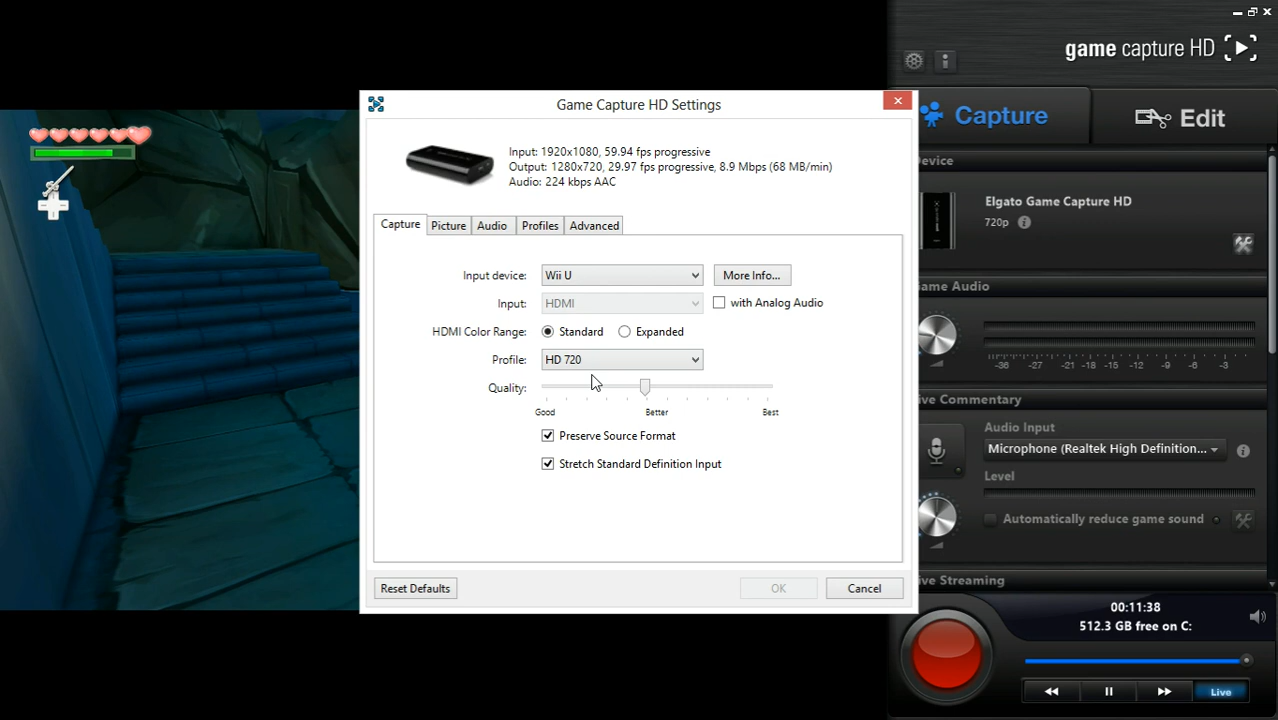 game capture HD
Capture
Edit
Game Capture HD Settings
Input: 1920x1080, 59.94 fps progressive
Output: 1280x720, 29.97 fps progressive, 8.9 Mbps (68 MB/min)
Audio: 224 kbps AAC
Capture
Picture
Audio
Profiles
Advanced
Input device:
Wii U
More Info...
Input:
HDMI
with Analog Audio
HDMI Color Range:
Standard
Expanded
Profile:
HD 720
Quality:
Good
Better
Best
Preserve Source Format
Stretch Standard Definition Input
Reset Defaults
OK
Cancel
Device
Elgato Game Capture HD
720p
Game Audio
-36 -27 -21 -18 -15 -12 -9 -6 -3
ive Commentary
Audio Input
Microphone (Realtek High Definition...
Level
Automatically reduce game sound
ive Streaming
00:11:38
512.3 GB free on C:
Live